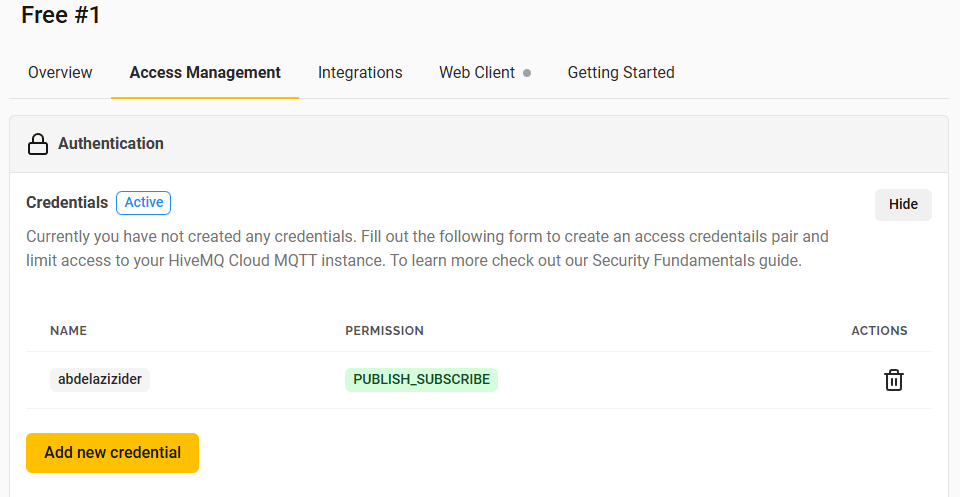 Free #1
Overview Access Management Integrations Web Client Getting Started
Authentication
Credentials Active Hide
Currently you have not created any credentials. Fill out the following form to create an access credentails pair and
limit access to your HiveMQ Cloud MQTT instance. To learn more check out our Security Fundamentals guide.
NAME PERMISSION ACTIONS
abdelazizider PUBLISH_SUBSCRIBE
Add new credential